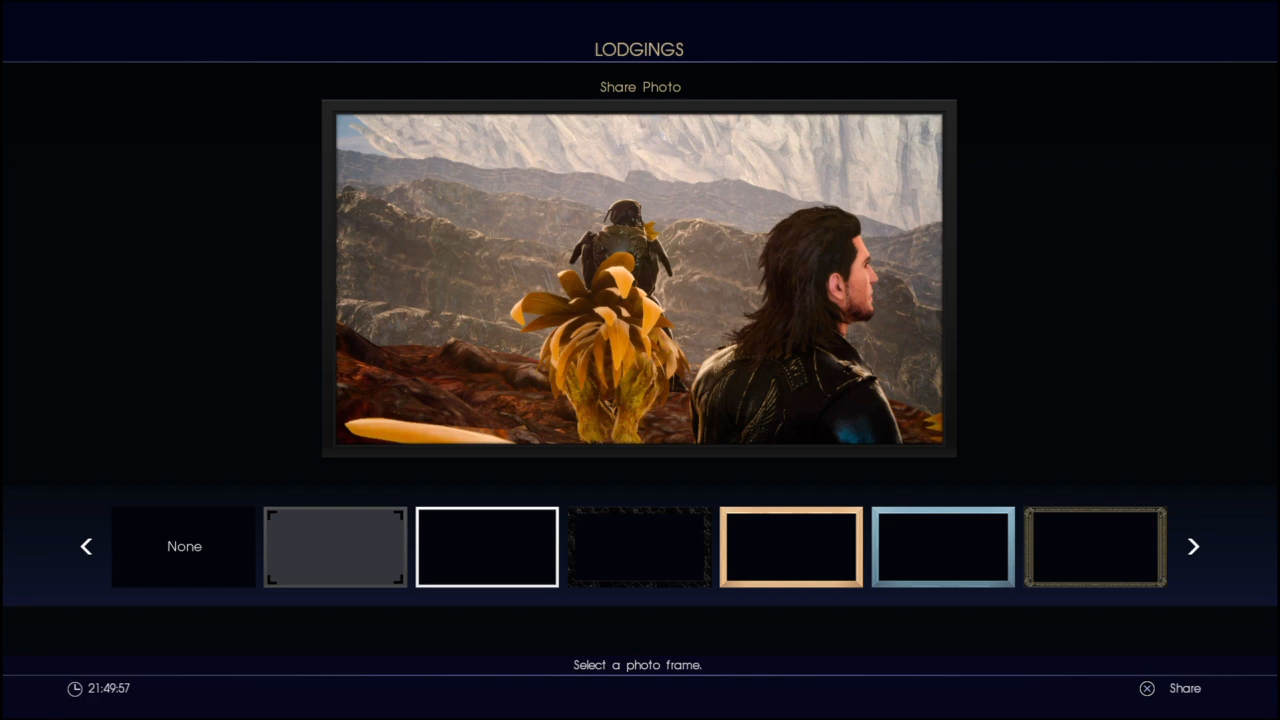 LODGINGS
Share Photo
None
Select a photo frame.
21:49:57
Share